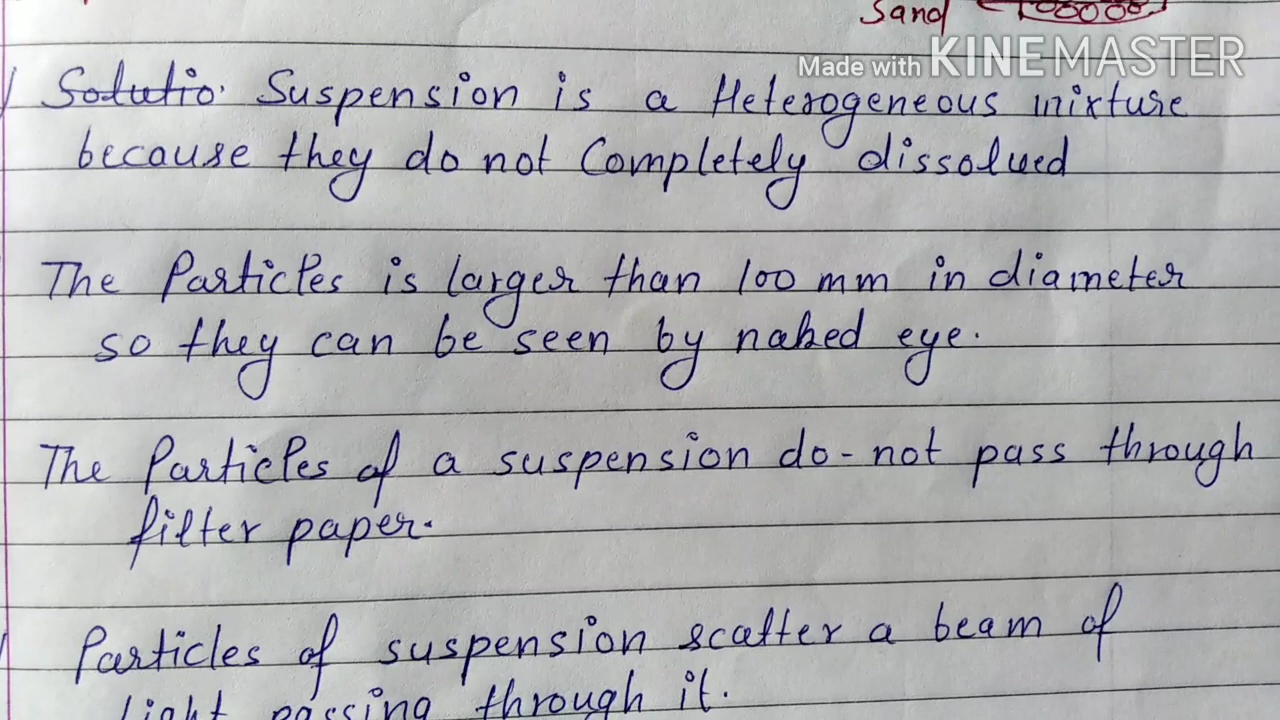 Sand
Made with KINEMASTER
Solutio. Suspension is a Heterogeneous mixture
because they do not Completely dissolved
The Particles is larger than 100 mm in diameter
so they can be seen by naked eye.
The Particles of a suspension do-not pass through
filter paper.
Particles of suspension scatter a beam of
light passing through it.